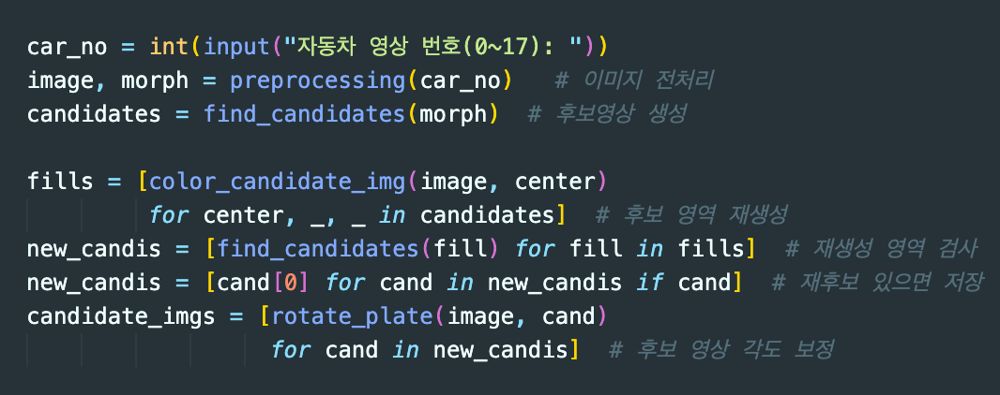 car_no = int(input("자동차 영상 번호(0~17): "))
image, morph = preprocessing(car_no)   # 이미지 전처리
candidates = find_candidates(morph)  # 후보영상 생성

fills = [color_candidate_img(image, center)
         for center, _, _ in candidates]  # 후보 영역 재생성
new_candis = [find_candidates(fill) for fill in fills]  # 재생성 영역 검사
new_candis = [cand[0] for cand in new_candis if cand]  # 재후보 있으면 저장
candidate_imgs = [rotate_plate(image, cand)
                  for cand in new_candis]  # 후보 영상 각도 보정